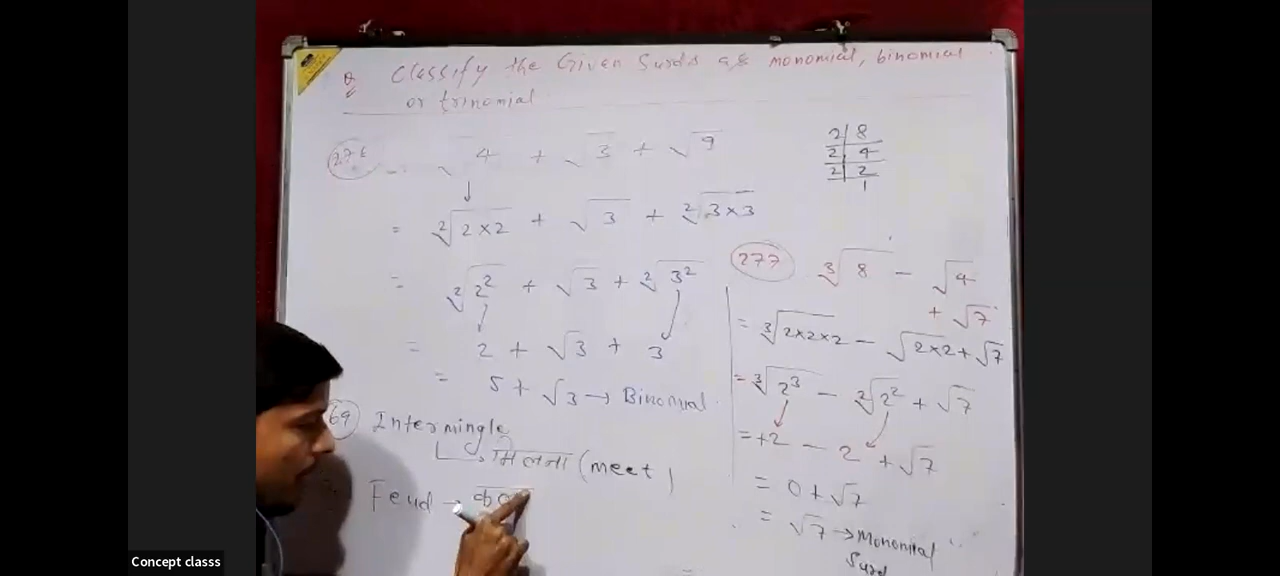 Q Classify the Given Surds as monomial, binomial
or trinomial
276 √4 + √3 + √9
= ²√2×2 + √3 + ²√3×3
= ²√2² + √3 + ²√3²
= 2 + √3 + 3
= 5 + √3 → Binomial
69 Intermingle
मिलना (meet)
Feud →
2 | 8
2 | 4
2 | 2
1
277 ³√8 - √4
+ √7
= ³√2×2×2 - √2×2 + √7
= ³√2³ - ²√2² + √7
= +2 - 2 + √7
= 0 + √7
= √7 → Monomial
Surd
Concept classs